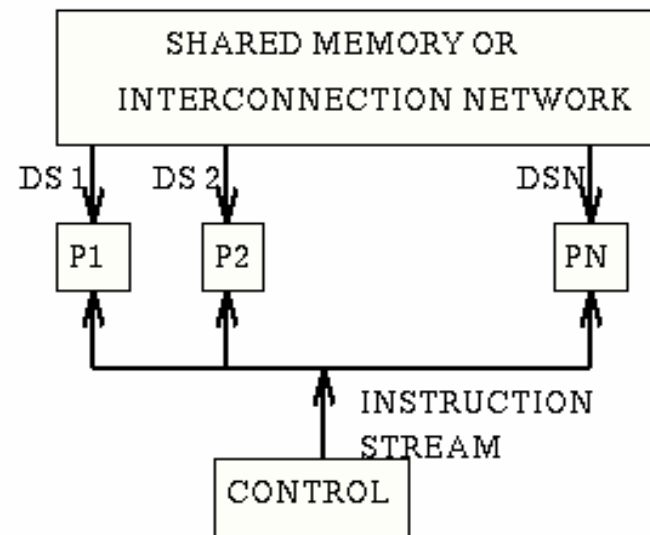 SHARED MEMORY OR
INTERCONNECTION NETWORK
DS 1 DS 2 DSN
P1 P2 PN
INSTRUCTION
STREAM
CONTROL